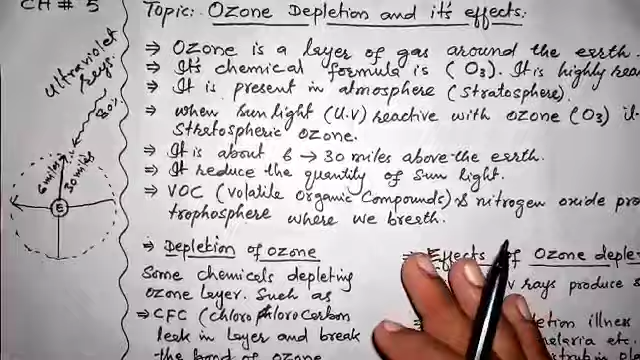 CH # 5
Topic: Ozone Depletion and it's effects:
Ultraviolet
Rays.
80%
6 miles
30 miles
E
⇒ Ozone is a layer of gas around the earth.
⇒ It's chemical formula is (O3). It is highly
⇒ It is present in atmosphere (stratosphere).
⇒ when sunlight (U.V) reactive with ozone (O3)
stratospheric ozone.
⇒ It is about 6 → 30 miles above the earth.
⇒ It reduce the quantity of sun light.
⇒ VOC (volatile organic compounds) & nitrogen oxide
trophosphere where we breath.
⇒ Depletion of ozone
Some chemicals depleting
ozone layer. Such as
⇒ CFC (chloro phloro carbon
leak in layer and break
the bond of ozone
⇒ Effects of Ozone
rays produce
illness
malaria etc.